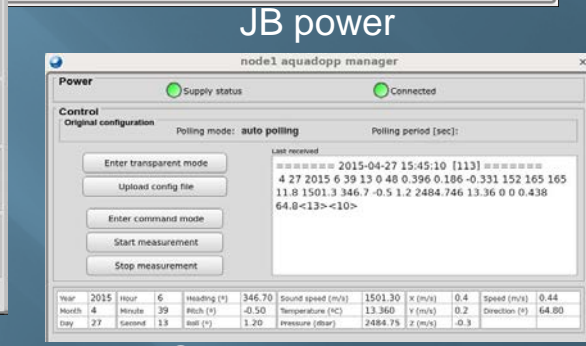 JB power
node1 aquadopp manager
x
Power
Supply status Connected
Control
Original configuration
Polling mode: auto polling Polling period [sec]:
Last received
Enter transparent mode
Upload config file
Enter command mode
Start measurement
Stop measurement
======= 2015-04-27 15:45:10 [113] =======
4 27 2015 6 39 13 0 48 0.396 0.186 -0.331 152 165 165
11.8 1501.3 346.7 -0.5 1.2 2484.746 13.36 0 0 0.438
64.8<13><10>
Year 2015 Hour 6 Heading (º) 346.70 Sound speed (m/s) 1501.30 X (m/s) 0.4 Speed (m/s) 0.44
Month 4 Minute 39 Pitch (º) -0.50 Temperature (ºC) 13.360 Y (m/s) 0.2 Direction (º) 64.80
Day 27 Second 13 Roll (º) 1.20 Pressure (dbar) 2484.75 Z (m/s) -0.3